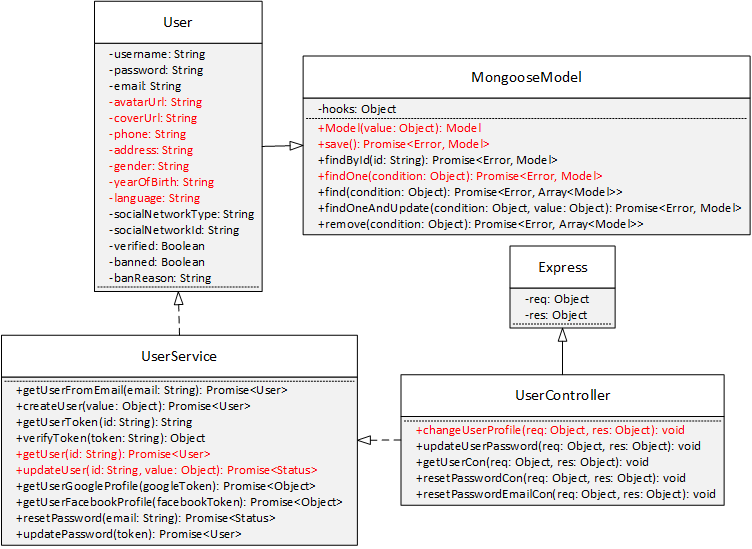 User
-username: String
-password: String
-email: String
-avatarUrl: String
-coverUrl: String
-phone: String
-address: String
-gender: String
-yearOfBirth: String
-language: String
-socialNetworkType: String
-socialNetworkId: String
-verified: Boolean
-banned: Boolean
-banReason: String
MongooseModel
-hooks: Object
+Model(value: Object): Model
+save(): Promise<Error, Model>
+findById(id: String): Promise<Error, Model>
+findOne(condition: Object): Promise<Error, Model>
+find(condition: Object): Promise<Error, Array<Model>>
+findOneAndUpdate(condition: Object, value: Object): Promise<Error, Model>
+remove(condition: Object): Promise<Error, Array<Model>>
Express
-req: Object
-res: Object
UserService
+getUserFromEmail(email: String): Promise<User>
+createUser(value: Object): Promise<User>
+getUserToken(id: String): String
+verifyToken(token: String): Object
+getUser(id: String): Promise<User>
+updateUser(id: String, value: Object): Promise<Status>
+getUserGoogleProfile(googleToken): Promise<Object>
+getUserFacebookProfile(facebookToken): Promise<Object>
+resetPassword(email: String): Promise<Status>
+updatePassword(token): Promise<User>
UserController
+changeUserProfile(req: Object, res: Object): void
+updateUserPassword(req: Object, res: Object): void
+getUserCon(req: Object, res: Object): void
+resetPasswordCon(req: Object, res: Object): void
+resetPasswordEmailCon(req: Object, res: Object): void